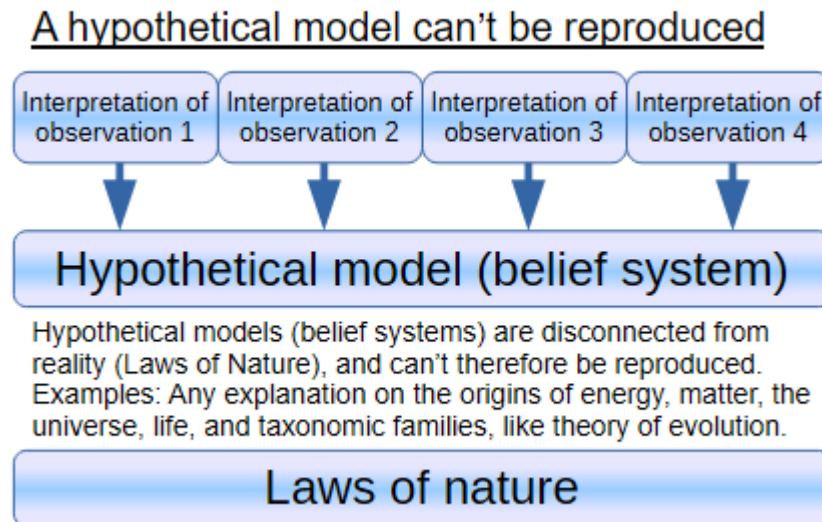 A hypothetical model can't be reproduced
Interpretation of observation 1
Interpretation of observation 2
Interpretation of observation 3
Interpretation of observation 4
Hypothetical model (belief system)
Hypothetical models (belief systems) are disconnected from
reality (Laws of Nature), and can't therefore be reproduced.
Examples: Any explanation on the origins of energy, matter, the
universe, life, and taxonomic families, like theory of evolution.
Laws of nature